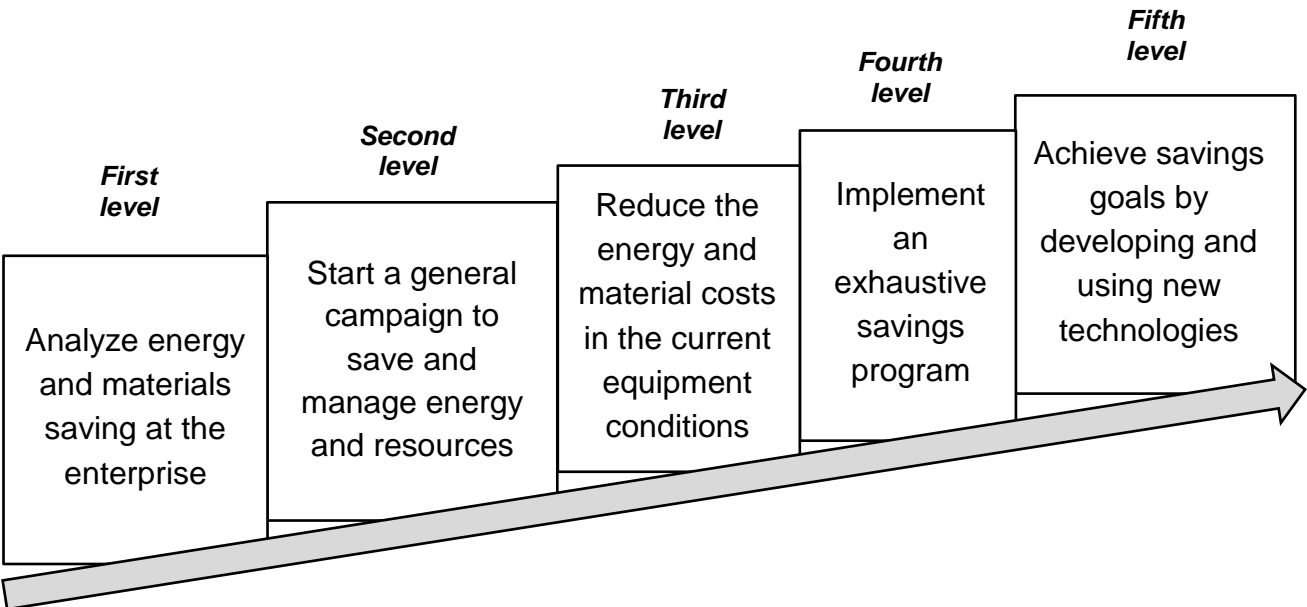 First
level
Analyze energy
and materials
saving at the
enterprise
Second
level
Start a general
campaign to
save and
manage energy
and resources
Third
level
Reduce the
energy and
material costs
in the current
equipment
conditions
Fourth
level
Implement
an
exhaustive
savings
program
Fifth
level
Achieve savings
goals by
developing and
using new
technologies